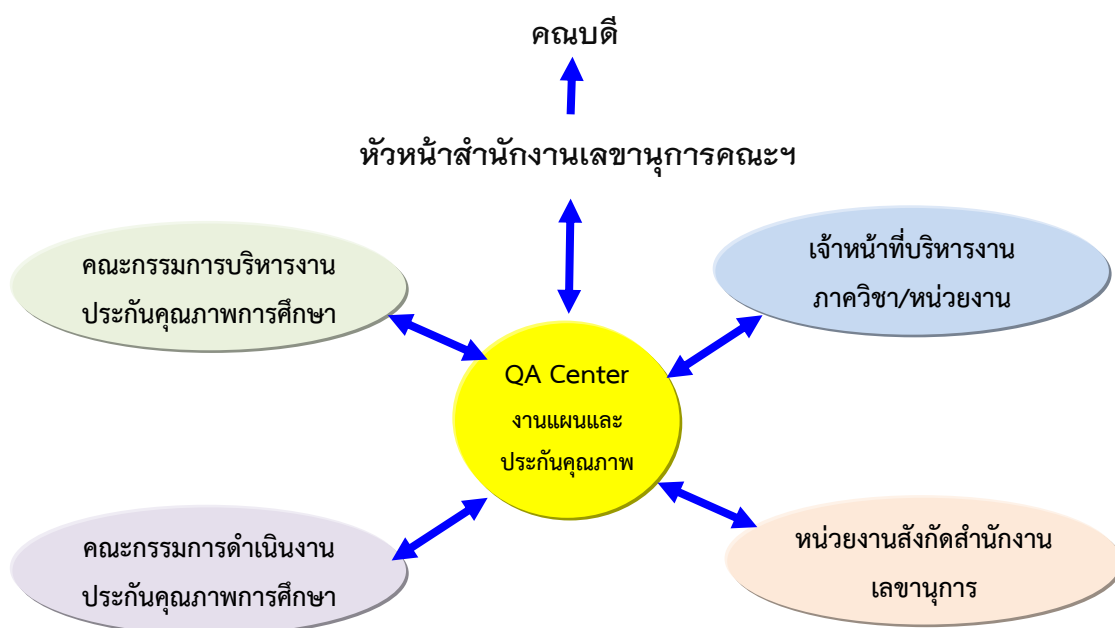 คณบดี
หัวหน้าสำนักงานเลขานุการคณะฯ
คณะกรรมการบริหารงาน
ประกันคุณภาพการศึกษา
เจ้าหน้าที่บริหารงาน
ภาควิชา/หน่วยงาน
QA Center
งานแผนและ
ประกันคุณภาพ
คณะกรรมการดำเนินงาน
ประกันคุณภาพการศึกษา
หน่วยงานสังกัดสำนักงาน
เลขานุการ